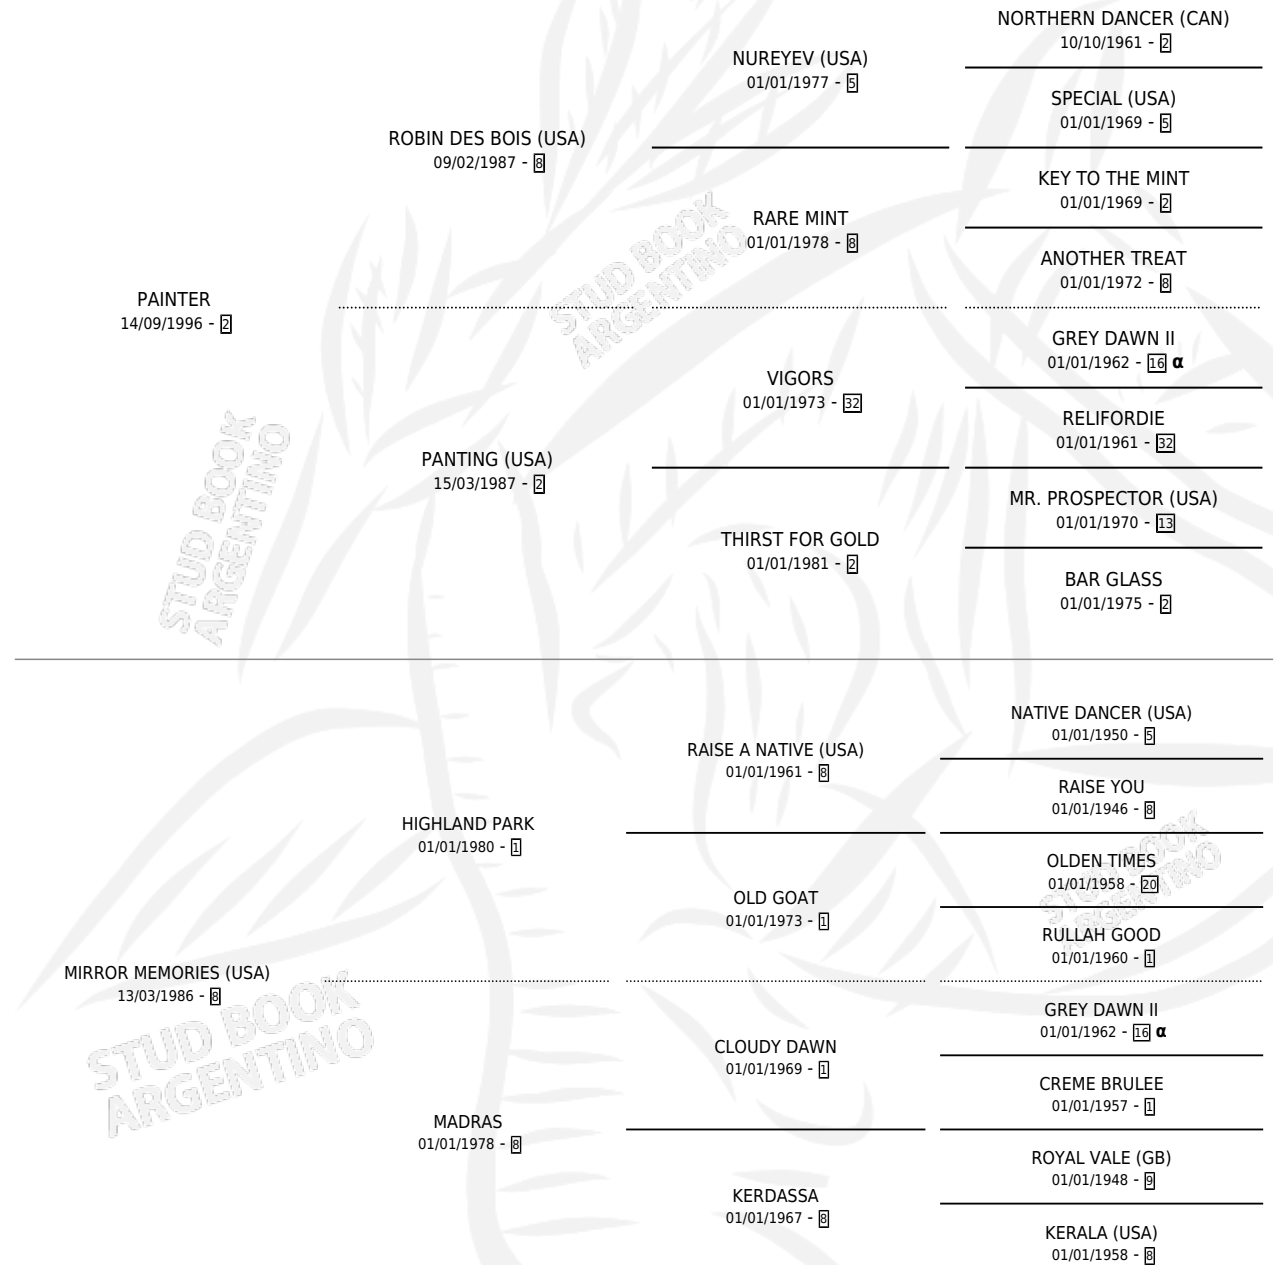 NORTHERN DANCER (CAN)
10/10/1961 - 2
NUREYEV (USA)
01/01/1977 - 5
SPECIAL (USA)
01/01/1969 - 5
ROBIN DES BOIS (USA)
09/02/1987 - 8
KEY TO THE MINT
01/01/1969 - 2
RARE MINT
01/01/1978 - 8
ANOTHER TREAT
01/01/1972 - 8
PAINTER
14/09/1996 - 2
GREY DAWN II
01/01/1962 - 16 α
VIGORS
01/01/1973 - 32
RELIFORDIE
01/01/1961 - 32
PANTING (USA)
15/03/1987 - 2
MR. PROSPECTOR (USA)
01/01/1970 - 13
THIRST FOR GOLD
01/01/1981 - 2
BAR GLASS
01/01/1975 - 2
STUD BOOK
ARGENTINO
STUD BOOK
ARGENTINO
NATIVE DANCER (USA)
01/01/1950 - 5
RAISE A NATIVE (USA)
01/01/1961 - 8
RAISE YOU
01/01/1946 - 8
HIGHLAND PARK
01/01/1980 - 1
OLDEN TIMES
01/01/1958 - 20
OLD GOAT
01/01/1973 - 1
RULLAH GOOD
01/01/1960 - 1
MIRROR MEMORIES (USA)
13/03/1986 - 8
GREY DAWN II
01/01/1962 - 16 α
CLOUDY DAWN
01/01/1969 - 1
CREME BRULEE
01/01/1957 - 1
MADRAS
01/01/1978 - 8
ROYAL VALE (GB)
01/01/1948 - 9
KERDASSA
01/01/1967 - 8
KERALA (USA)
01/01/1958 - 8
STUD BOOK
ARGENTINO
STUD BOOK
ARGENTINO